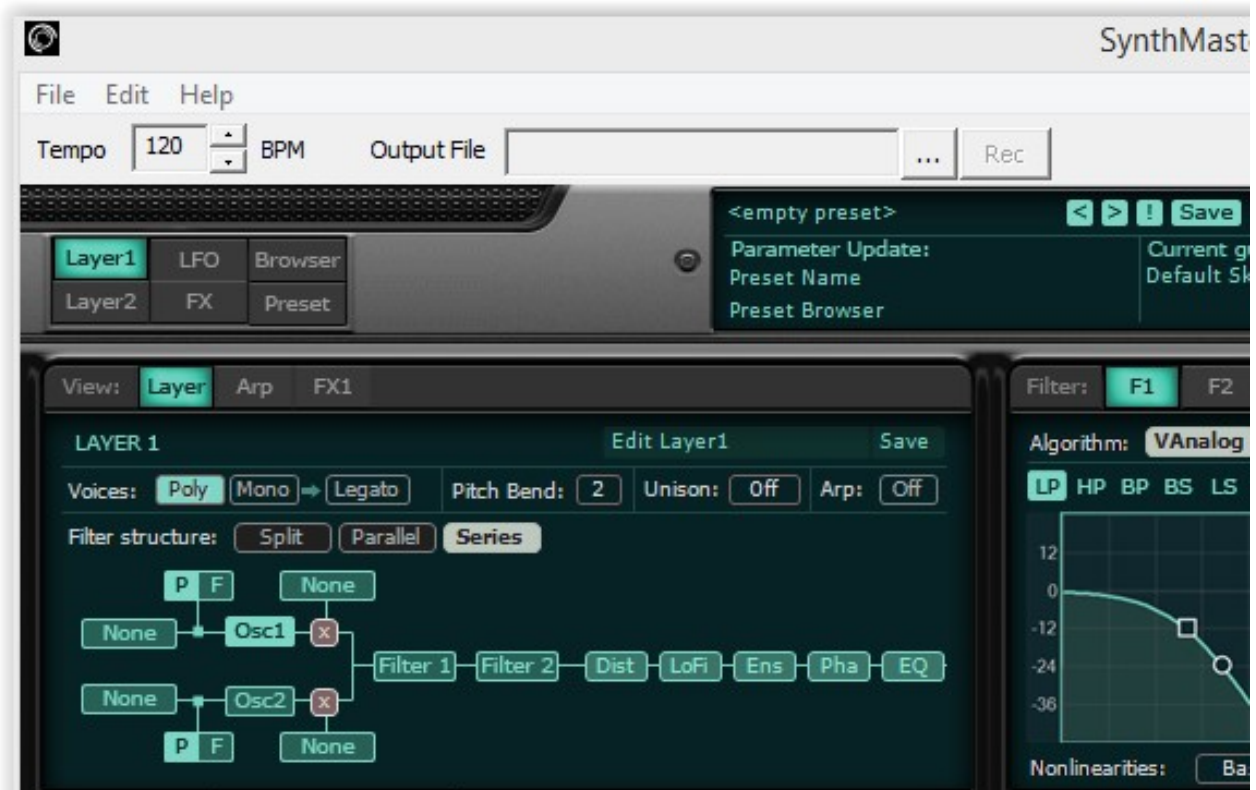 SynthMast
File Edit Help
Tempo 120 BPM Output File ... Rec
<empty preset> < > ! Save
Layer1 LFO Browser
Parameter Update:
Current g
Preset Name
Default Sk
Layer2 FX Preset
Preset Browser
View: Layer Arp FX1
Filter: F1 F2
LAYER 1 Edit Layer1 Save
Algorithm: VAnalog
Voices: Poly Mono Legato Pitch Bend: 2 Unison: Off Arp: Off
LP HP BP BS LS
Filter structure: Split Parallel Series
12
P F None
0
None Osc1 x
-12
Filter 1 Filter 2 Dist LoFi Ens Pha EQ
-24
None Osc2 x
-36
P F None
Nonlinearities: Ba